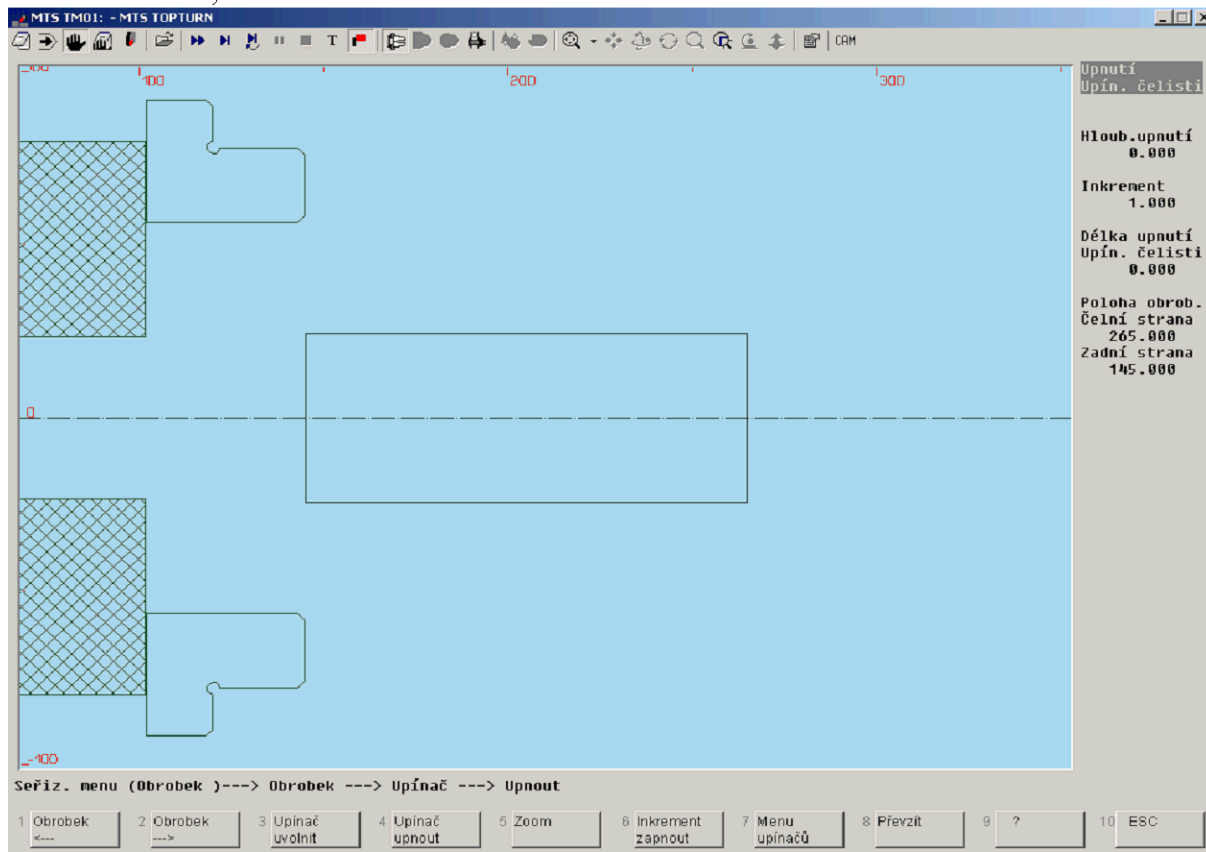 MTS TM01: - MTS TOPTURN
T
CAM
100
200
300
0
-100
Upnutí
Upín. čelisti
Hloub.upnutí
0.000
Inkrement
1.000
Délka upnutí
Upín. čelisti
0.000
Poloha obrob.
Čelní strana
265.000
Zadní strana
145.000
Seřiz. menu (Obrobek )---> Obrobek ---> Upínač ---> Upnout
1 Obrobek
<---
2 Obrobek
--->
3 Upínač
uvolnit
4 Upínač
upnout
5 Zoom
6 Inkrement
zapnout
7 Menu
upínačů
8 Převzít
9 ?
10 ESC